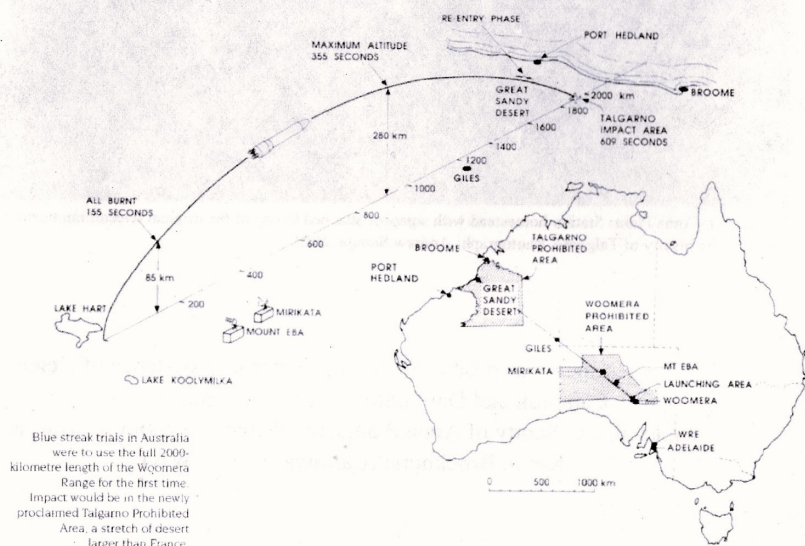 RE-ENTRY PHASE
PORT HEDLAND
MAXIMUM ALTITUDE
355 SECONDS
GREAT
SANDY
DESERT
2000 km
BROOME
1800
TALGARNO
IMPACT AREA
609 SECONDS
1600
280 km
1400
1200
GILES
1000
ALL BURNT
155 SECONDS
800
600
85 km
400
200
LAKE HART
MIRIKATA
MOUNT EBA
LAKE KOOLYMILKA
BROOME
TALGARNO
PROHIBITED
AREA
PORT
HEDLAND
GREAT
SANDY
DESERT
WOOMERA
PROHIBITED
AREA
GILES
MIRIKATA
MT EBA
LAUNCHING AREA
WOOMERA
WRE
ADELAIDE
0 500 1000 km
Blue streak trials in Australia
were to use the full 2000-
kilometre length of the Woomera
Range for the first time.
Impact would be in the newly
proclaimed Talgarno Prohibited
Area, a stretch of desert
larger than France.